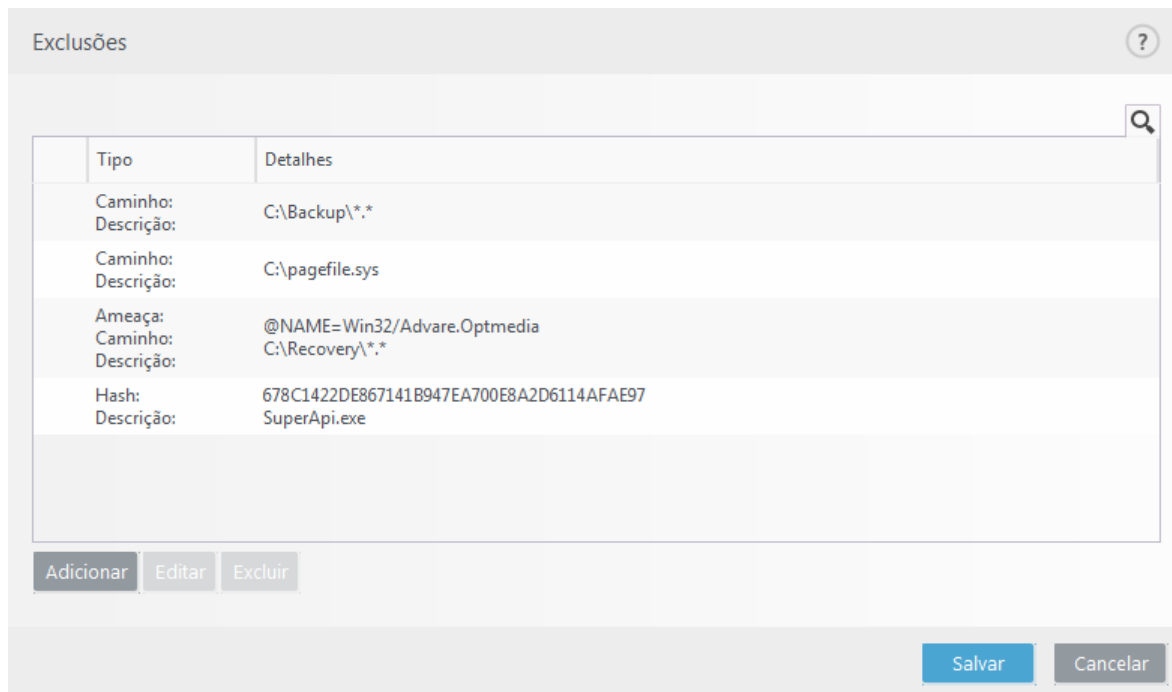 Exclusões
?
Tipo Detalhes
Caminho:
Descrição:
C:\Backup\*.*
Caminho:
Descrição:
C:\pagefile.sys
Ameaça:
Caminho:
Descrição:
@NAME=Win32/Advare.Optmedia
C:\Recovery\*.*
Hash: 678C1422DE867141B947EA700E8A2D6114AFAE97
Descrição: SuperApi.exe
Adicionar Editar Excluir
Salvar Cancelar